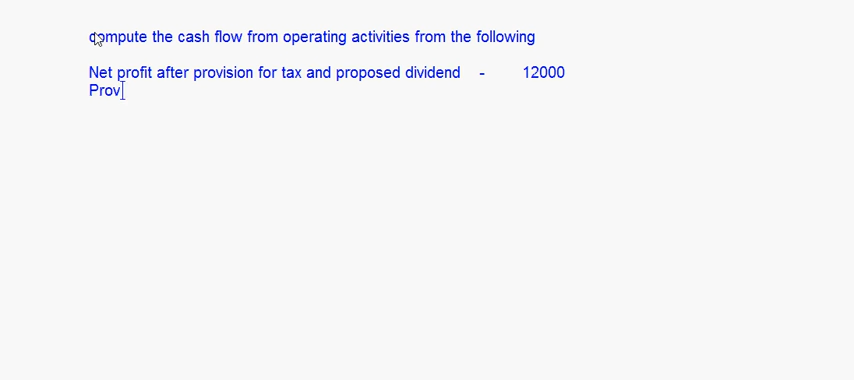 compute the cash flow from operating activities from the following
Net profit after provision for tax and proposed dividend - 12000
Prov